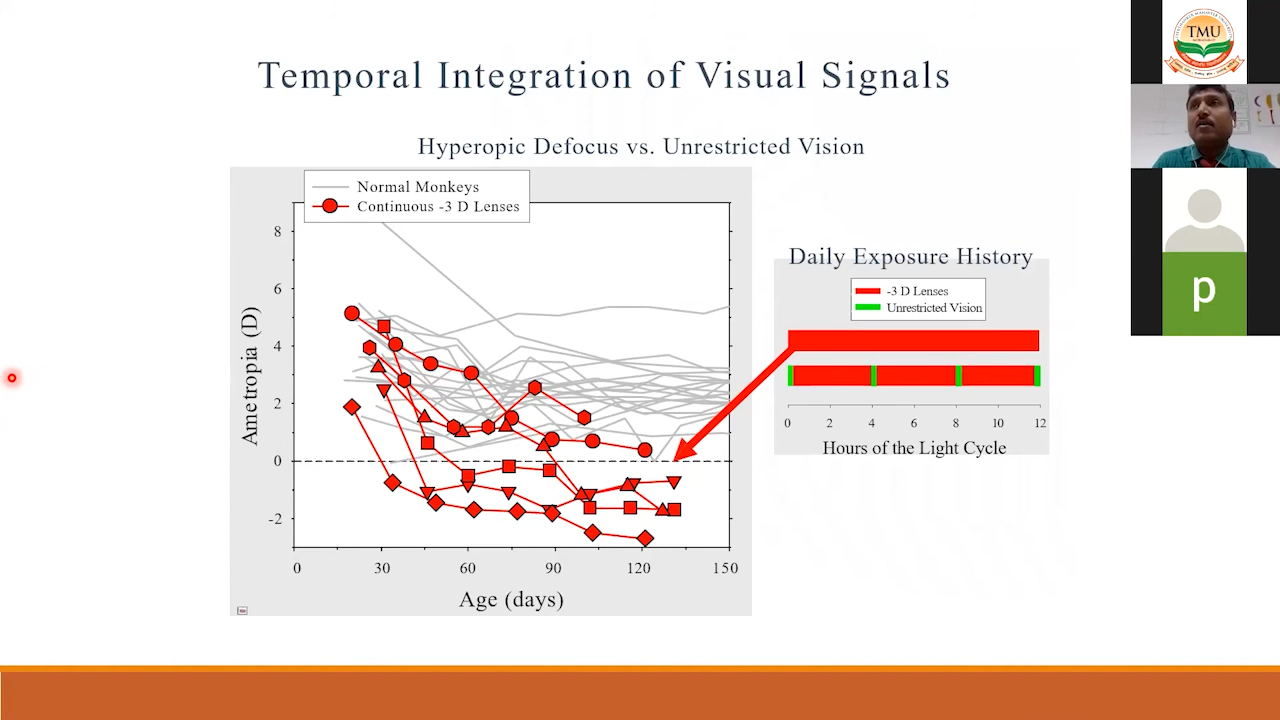 Temporal Integration of Visual Signals
Hyperopic Defocus vs. Unrestricted Vision
Normal Monkeys
Continuous -3 D Lenses
8
6
4
2
0
-2
Ametropia (D)
0 30 60 90 120 150
Age (days)
Daily Exposure History
-3 D Lenses
Unrestricted Vision
0 2 4 6 8 10 12
Hours of the Light Cycle
TMU
p